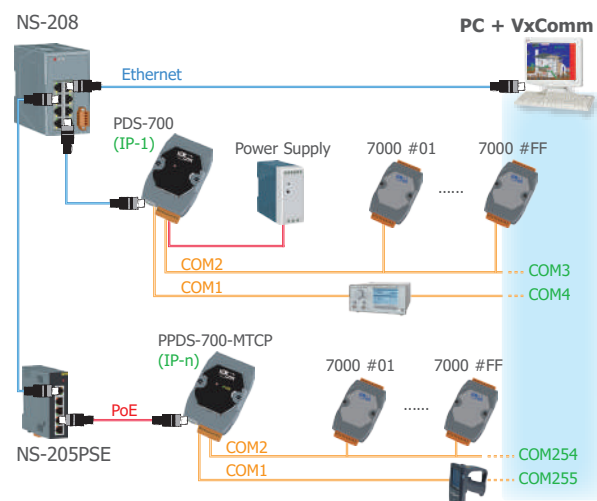 NS-208
PC + VxComm
Ethernet
PDS-700
(IP-1)
Power Supply
7000 #01
7000 #FF
......
COM2
COM3
COM1
COM4
PPDS-700-MTCP
(IP-n)
7000 #01
7000 #FF
......
PoE
NS-205PSE
COM2
COM254
COM1
COM255